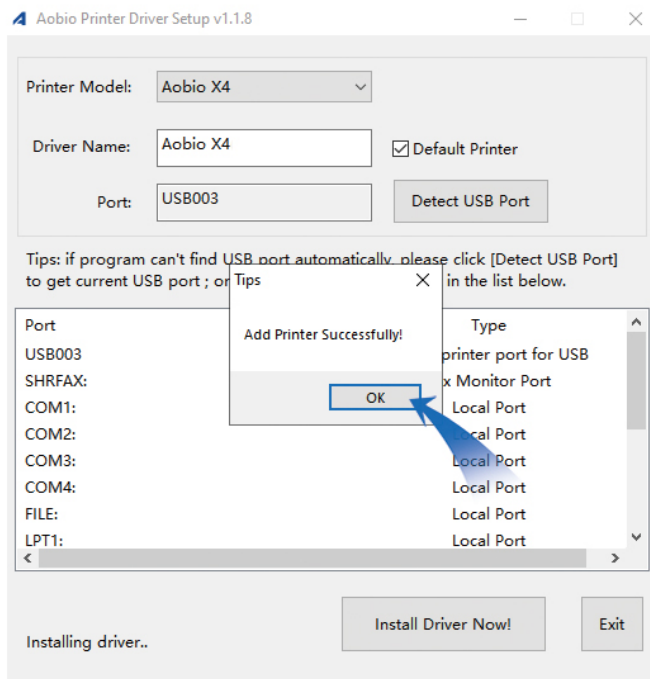 Aobio Printer Driver Setup v1.1.8
Printer Model: Aobio X4
Driver Name: Aobio X4 Default Printer
Port: USB003 Detect USB Port
Tips: if program can't find USB port automatically, please click [Detect USB Port]
to get current USB port ; or in the list below.
Tips
Add Printer Successfully!
OK
Port Type
USB003 printer port for USB
SHRFAX: x Monitor Port
COM1: Local Port
COM2: Local Port
COM3: Local Port
COM4: Local Port
FILE: Local Port
LPT1: Local Port
Installing driver.. Install Driver Now! Exit